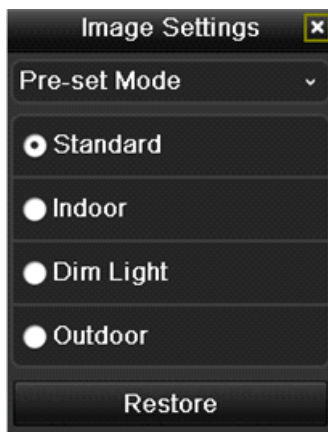 Image Settings
Pre-set Mode
Standard
Indoor
Dim Light
Outdoor
Restore